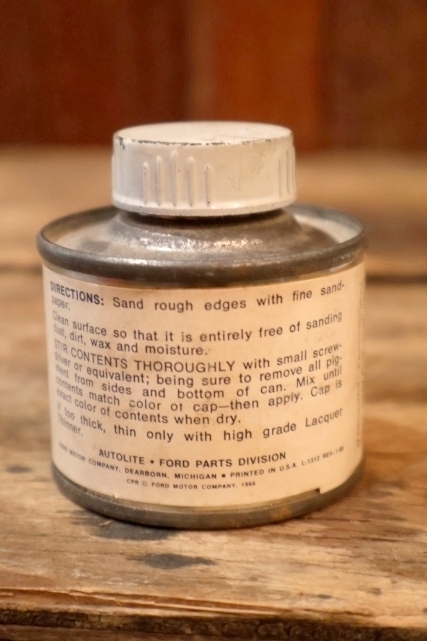 DIRECTIONS: Sand rough edges with fine sand-
paper.
Clean surface so that it is entirely free of sanding
dust, dirt, wax and moisture.
STIR CONTENTS THOROUGHLY with small screw-
driver or equivalent; being sure to remove all pig-
ment from sides and bottom of can. Mix until
contents match color of cap—then apply. Cap is
exact color of contents when dry.
If too thick, thin only with high grade Lacquer
Thinner.
AUTOLITE • FORD PARTS DIVISION
FORD MOTOR COMPANY, DEARBORN, MICHIGAN • PRINTED IN U.S.A. L-1313 REV.
CPR © FORD MOTOR COMPANY,